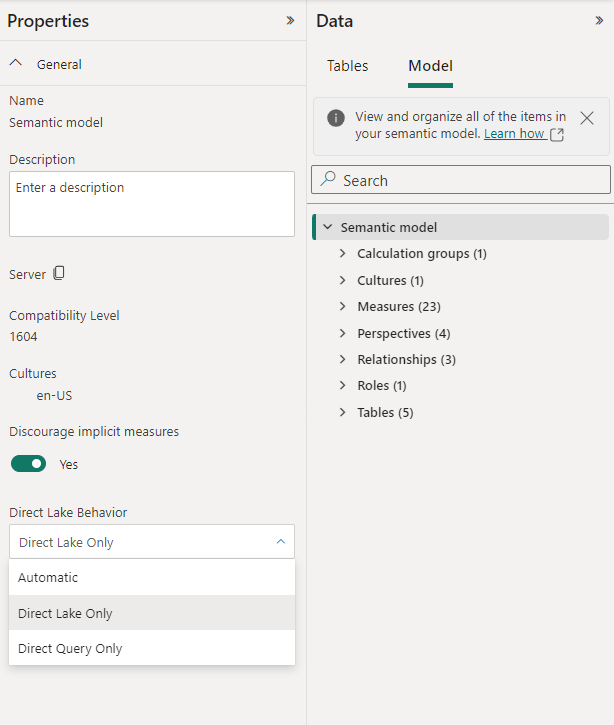 Properties
General
Name
Semantic model
Description
Enter a description
Server
Compatibility Level
1604
Cultures
en-US
Discourage implicit measures
Yes
Direct Lake Behavior
Direct Lake Only
Automatic
Direct Lake Only
Direct Query Only
Data
Tables
Model
View and organize all of the items in
your semantic model. Learn how
Search
Semantic model
Calculation groups (1)
Cultures (1)
Measures (23)
Perspectives (4)
Relationships (3)
Roles (1)
Tables (5)